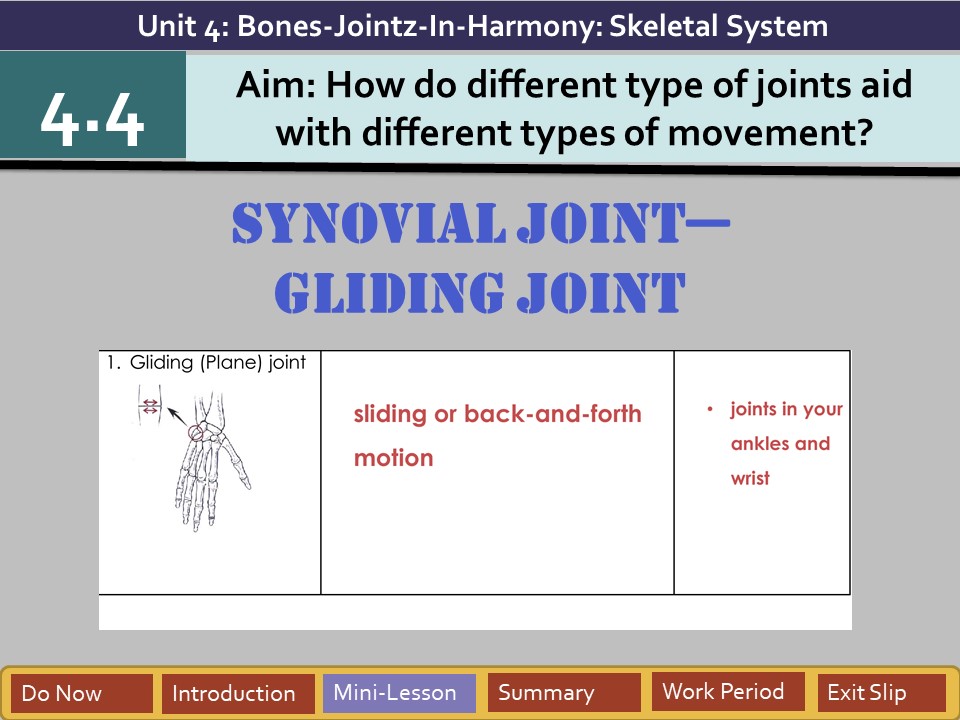 Unit 4: Bones-Jointz-In-Harmony: Skeletal System
4.4
Aim: How do different type of joints aid
with different types of movement?
SYNOVIAL JOINT—
GLIDING JOINT
1. Gliding (Plane) joint
sliding or back-and-forth
motion
• joints in your
ankles and
wrist
Do Now
Introduction
Mini-Lesson
Summary
Work Period
Exit Slip